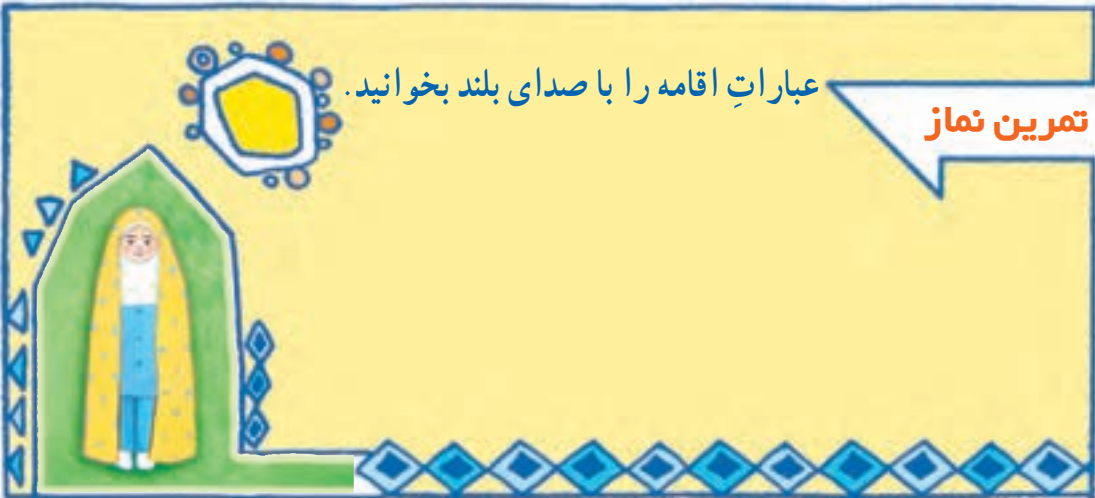 عباراتِ اقامه را با صدای بلند بخوانید.
تمرین نماز